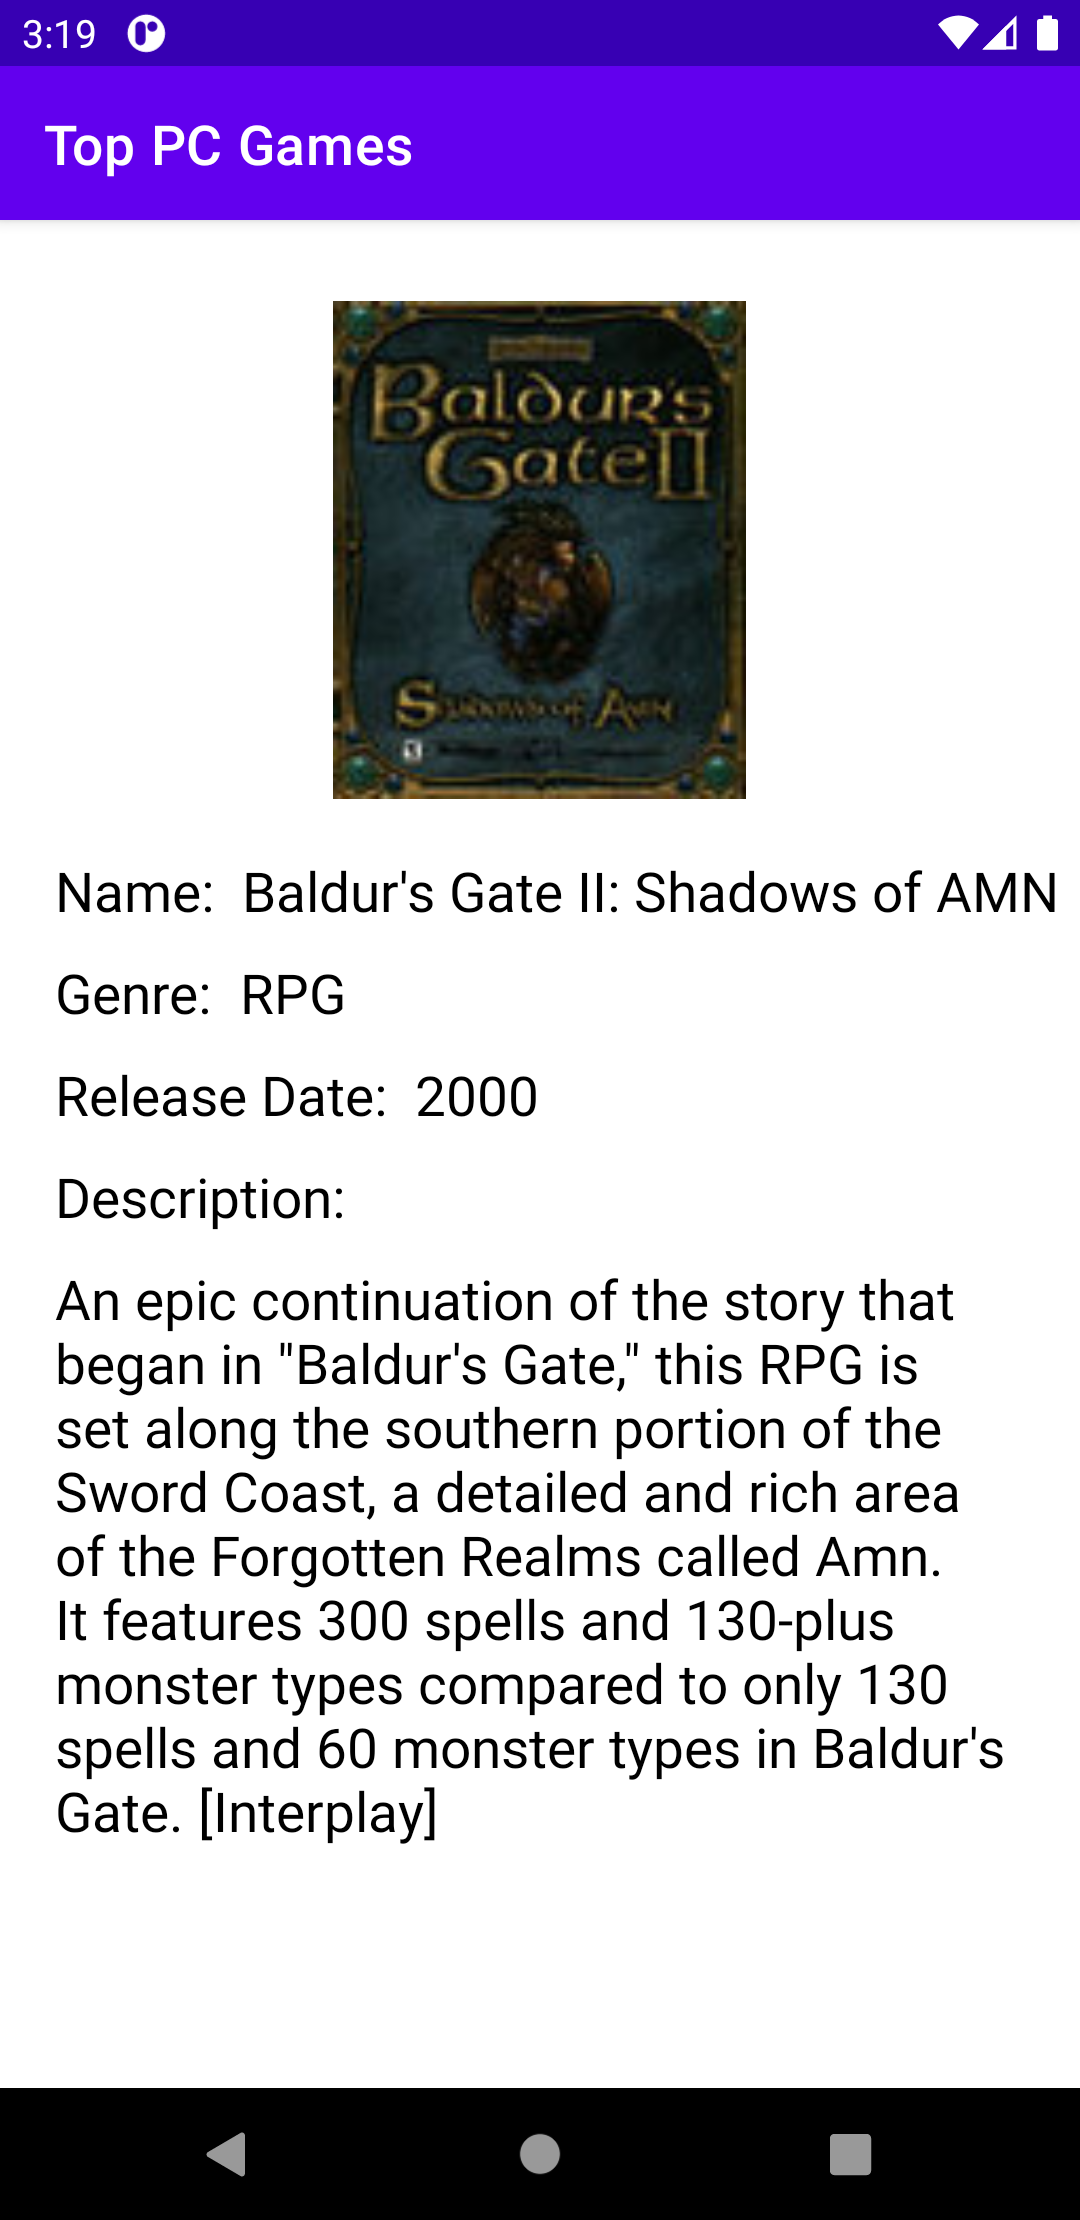 3:19
Top PC Games
Baldur's
Gate II
Shadows of Amn
Name:  Baldur's Gate II: Shadows of AMN
Genre:  RPG
Release Date:  2000
Description:
An epic continuation of the story that
began in "Baldur's Gate," this RPG is
set along the southern portion of the
Sword Coast, a detailed and rich area
of the Forgotten Realms called Amn.
It features 300 spells and 130-plus
monster types compared to only 130
spells and 60 monster types in Baldur's
Gate. [Interplay]